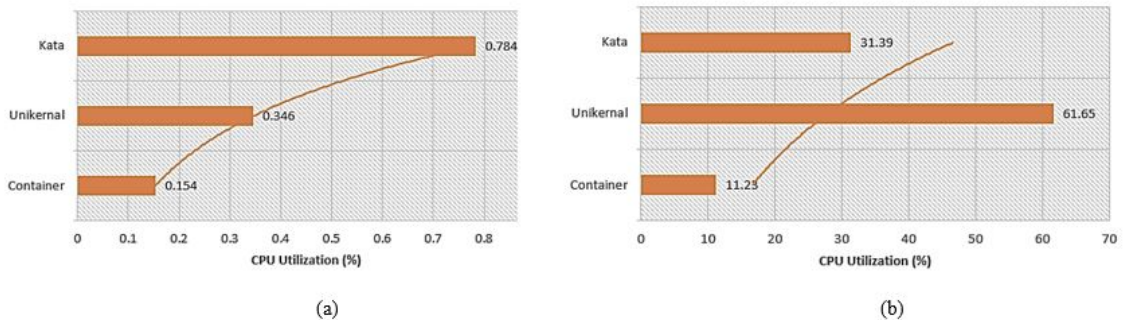 Kata
0.784
Unikernal
0.346
Container
0.154
0 0.1 0.2 0.3 0.4 0.5 0.6 0.7 0.8
CPU Utilization (%)
(a)
Kata
31.39
Unikernal
61.65
Container
11.23
0 10 20 30 40 50 60 70
CPU Utilization (%)
(b)